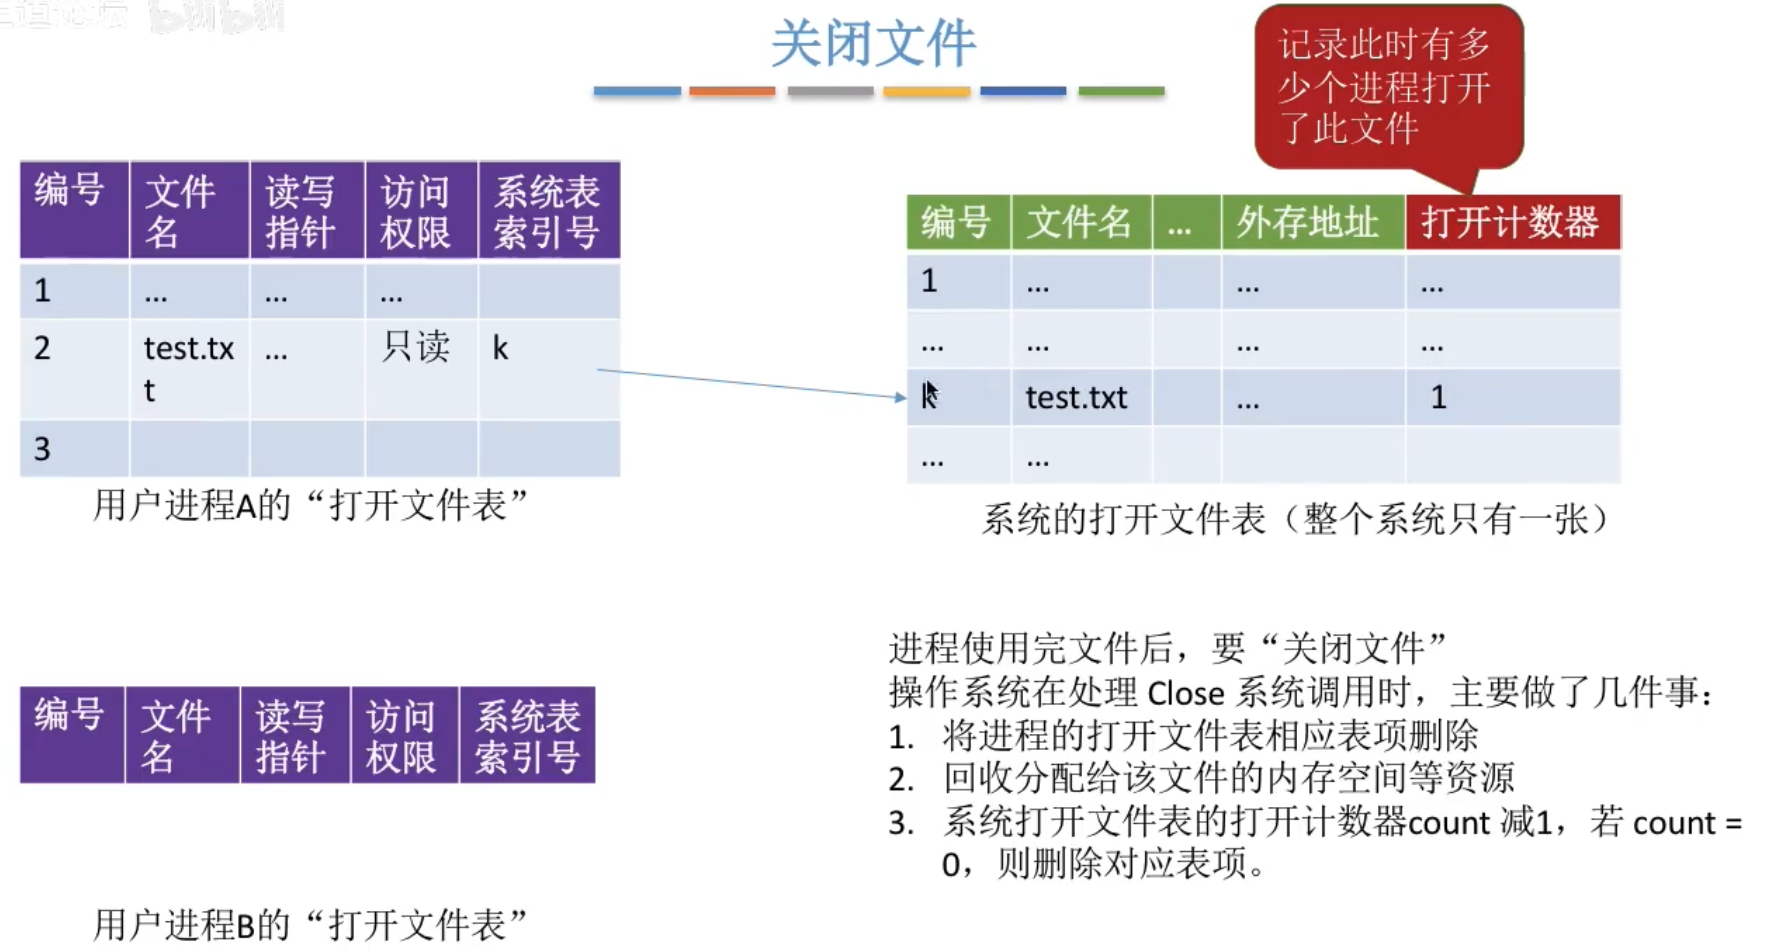 bilibili
关闭文件
记录此时有多
少个进程打开
了此文件
编号 文件名 读写指针 访问权限 系统表索引号
1 ... ... ...
2 test.txt ... 只读 k
3
用户进程A的“打开文件表”
编号 文件名 ... 外存地址 打开计数器
1 ... ... ...
... ... ... ...
k test.txt ... 1
... ...
系统的打开文件表（整个系统只有一张）
编号 文件名 读写指针 访问权限 系统表索引号
用户进程B的“打开文件表”
进程使用完文件后，要“关闭文件”
操作系统在处理 Close 系统调用时，主要做了几件事：
1. 将进程的打开文件表相应表项删除
2. 回收分配给该文件的内存空间等资源
3. 系统打开文件表的打开计数器count 减1，若 count =
0，则删除对应表项。